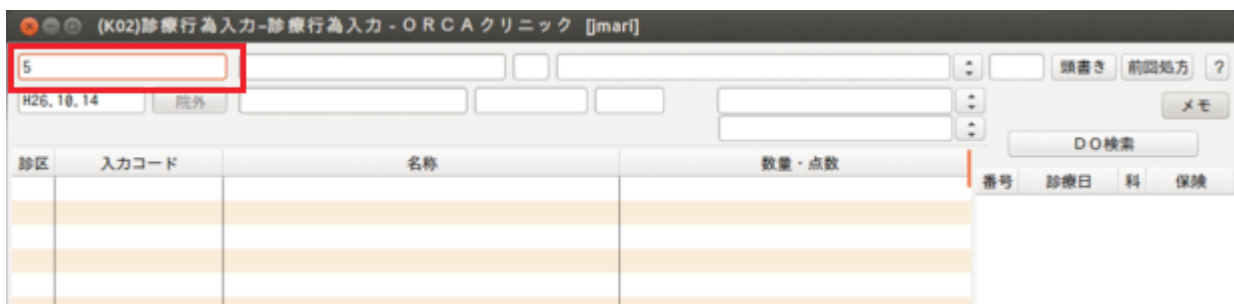 (K02)診療行為入力–診療行為入力 - ORCAクリニック [jmari]
5 頭書き 前回処方 ?
H26.10.14 院外 メモ
DO検索
診区 入力コード 名称 数量・点数
番号 診療日 科 保険